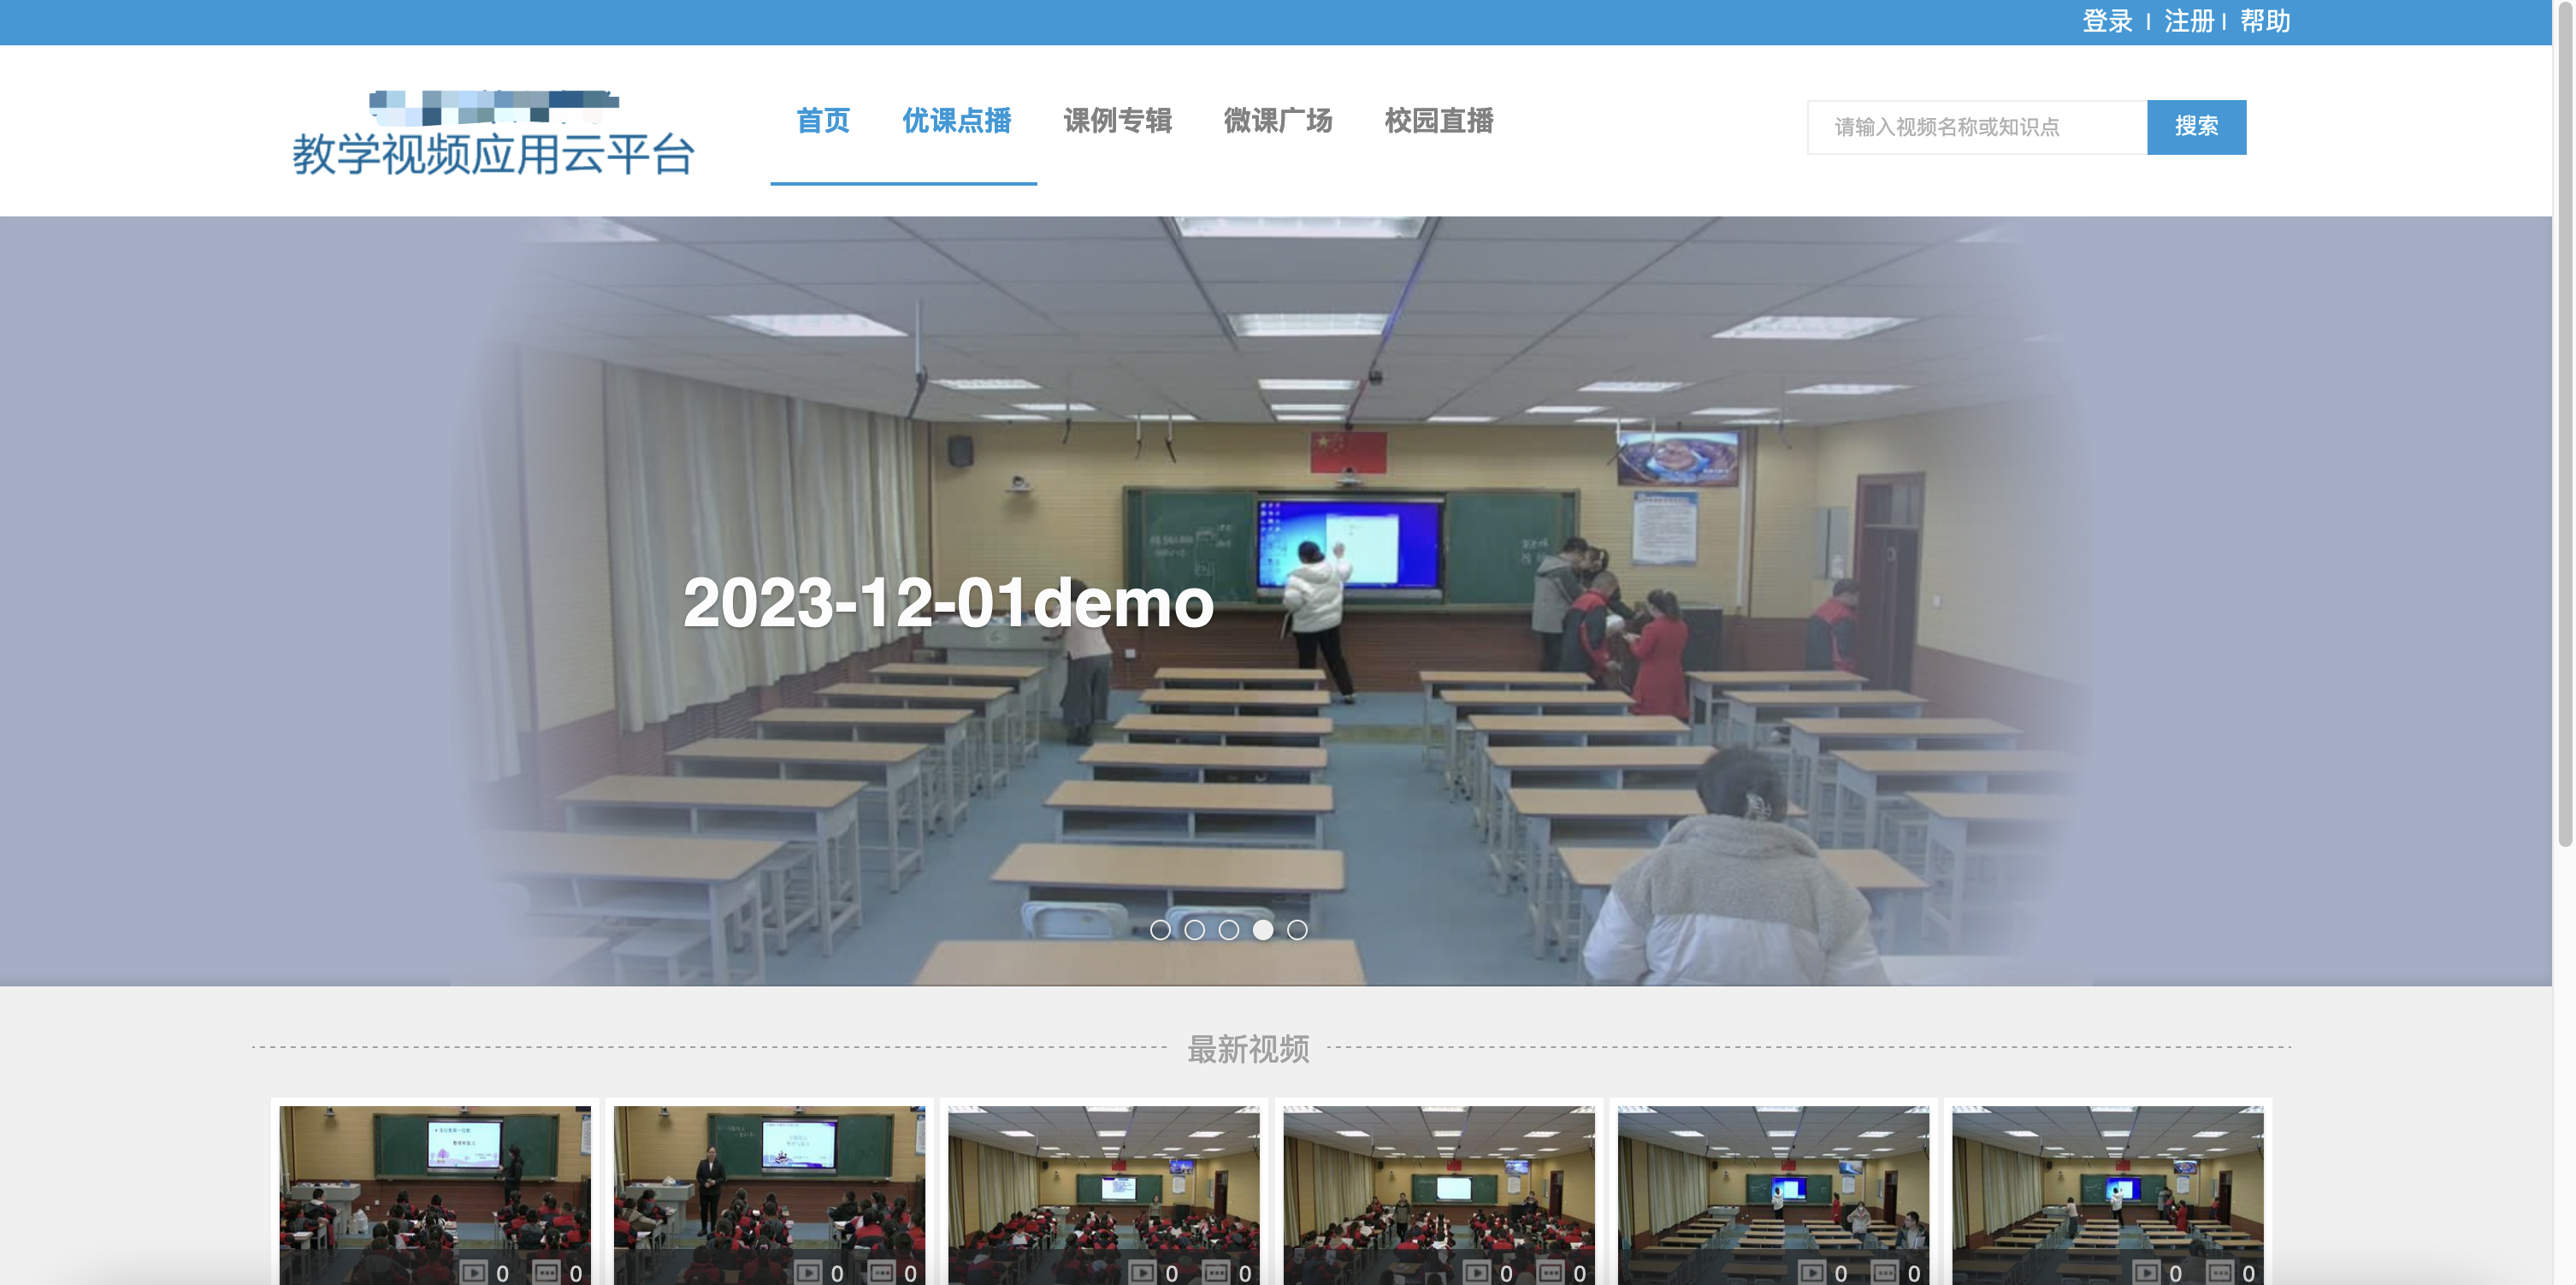 登录 | 注册 | 帮助
教学视频应用云平台
首页 优课点播 课例专辑 微课广场 校园直播
请输入视频名称或知识点 搜索
2023-12-01demo
最新视频
0 0 0 0 0 0 0 0 0 0 0 0